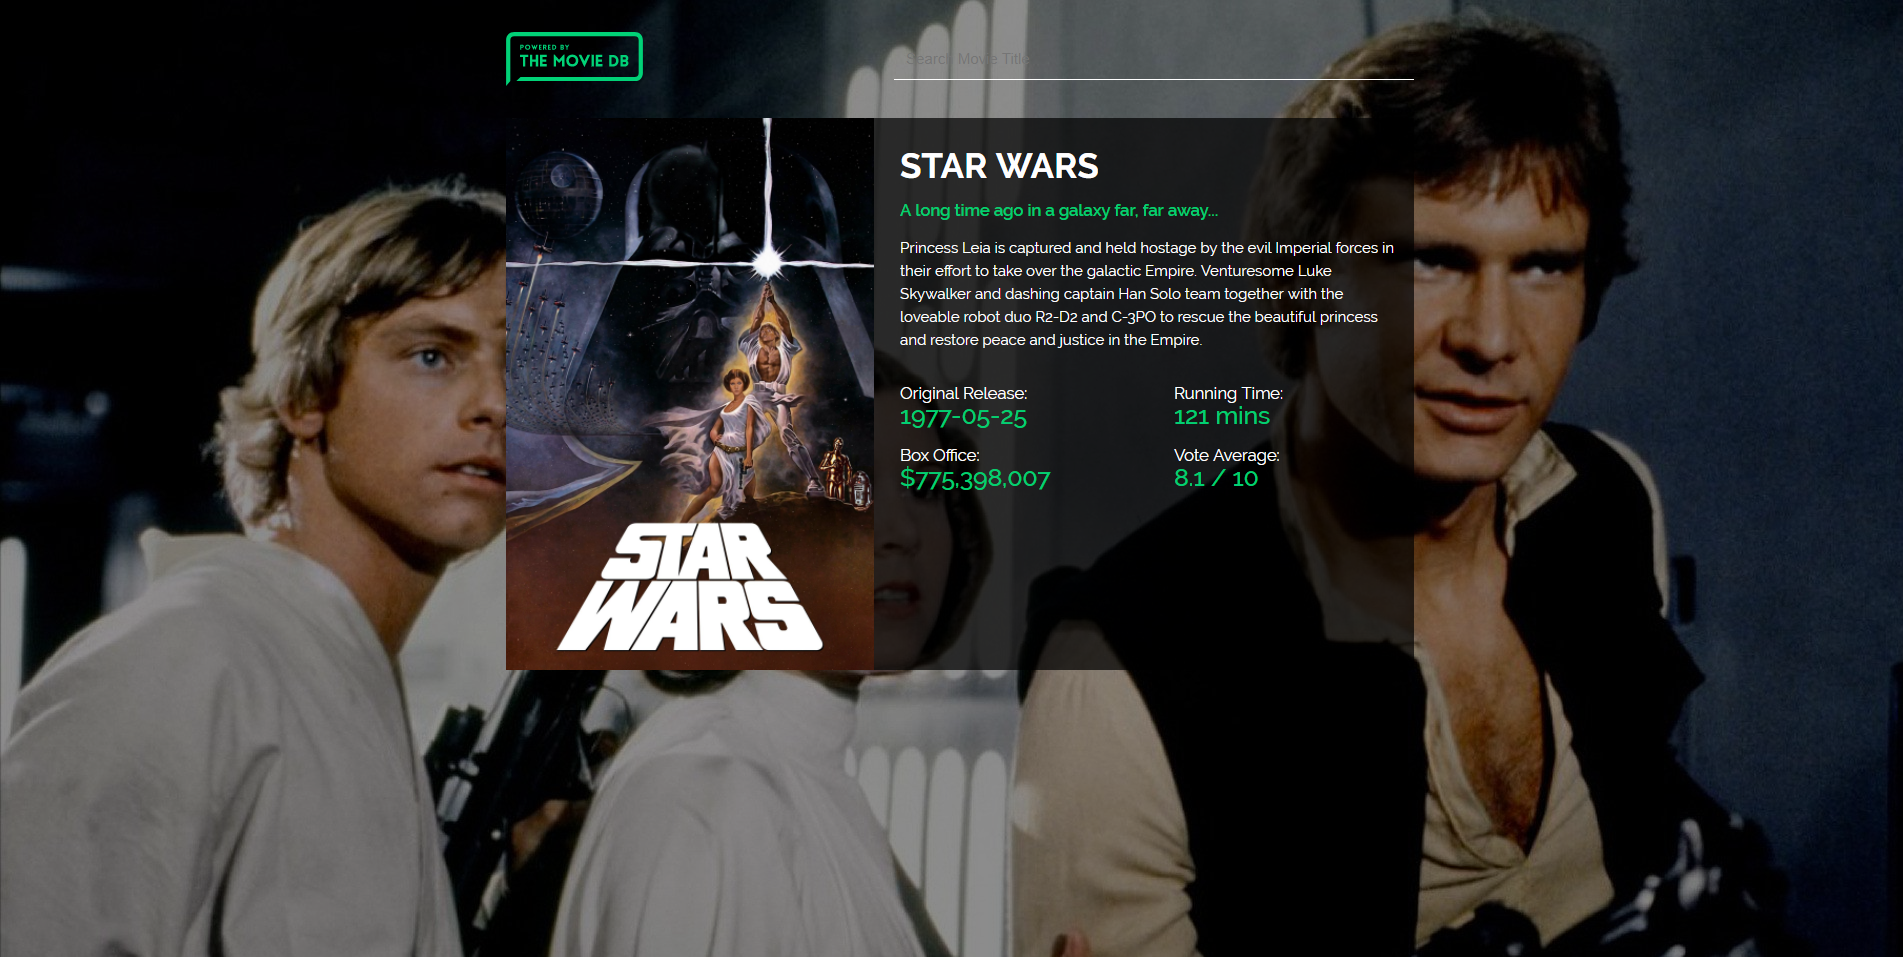 POWERED BY
THE MOVIE DB
Search Movie Title
STAR WARS
A long time ago in a galaxy far, far away...
Princess Leia is captured and held hostage by the evil Imperial forces in
their effort to take over the galactic Empire. Venturesome Luke
Skywalker and dashing captain Han Solo team together with the
loveable robot duo R2-D2 and C-3PO to rescue the beautiful princess
and restore peace and justice in the Empire.
Original Release:
1977-05-25
Running Time:
121 mins
Box Office:
$775,398,007
Vote Average:
8.1 / 10
STAR
WARS